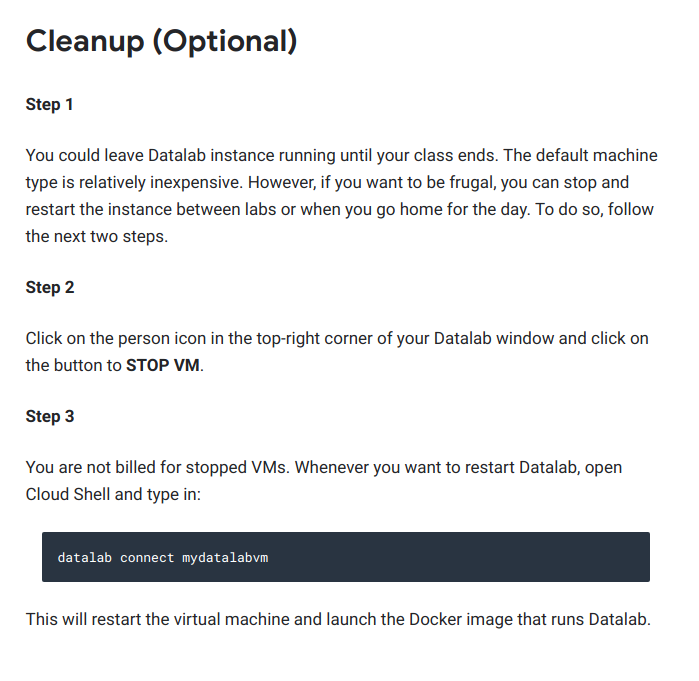 Cleanup (Optional)
Step 1
You could leave Datalab instance running until your class ends. The default machine
type is relatively inexpensive. However, if you want to be frugal, you can stop and
restart the instance between labs or when you go home for the day. To do so, follow
the next two steps.
Step 2
Click on the person icon in the top-right corner of your Datalab window and click on
the button to STOP VM.
Step 3
You are not billed for stopped VMs. Whenever you want to restart Datalab, open
Cloud Shell and type in:
datalab connect mydatalabvm
This will restart the virtual machine and launch the Docker image that runs Datalab.